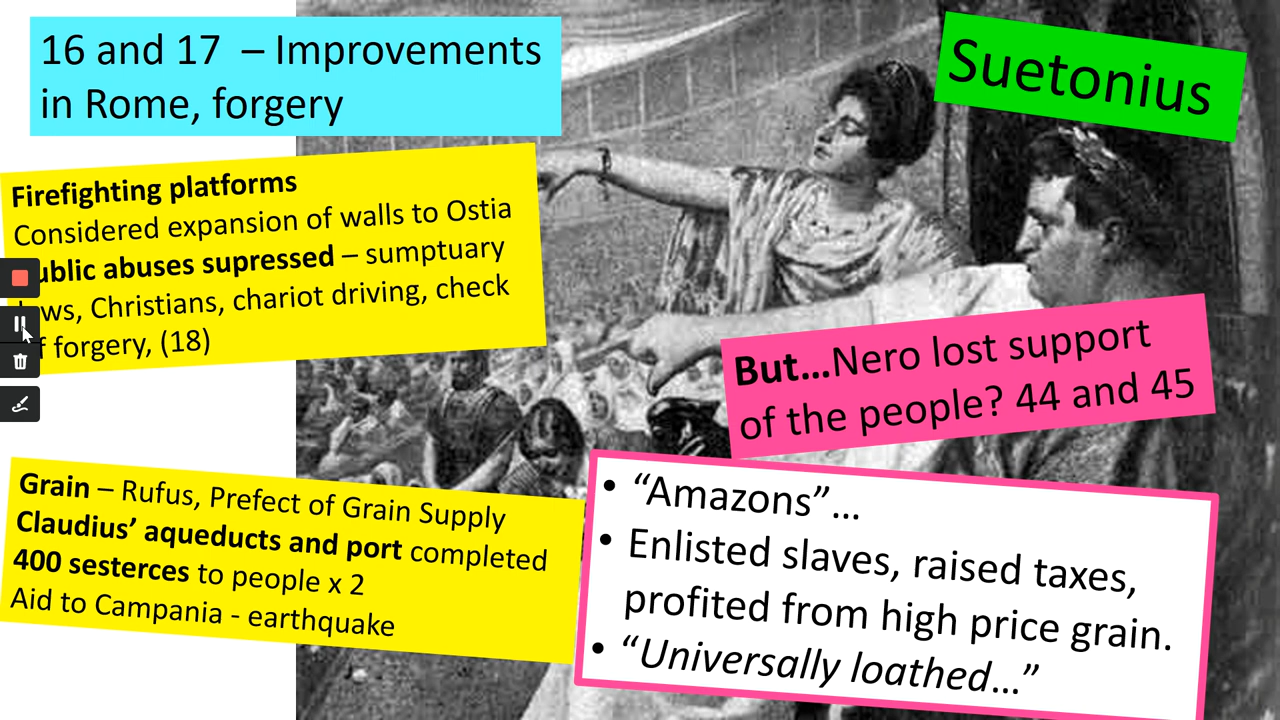 16 and 17 – Improvements
in Rome, forgery
Suetonius
Firefighting platforms
Considered expansion of walls to Ostia
ublic abuses supressed – sumptuary
ws, Christians, chariot driving, check
f forgery, (18)
But...Nero lost support
of the people? 44 and 45
Grain – Rufus, Prefect of Grain Supply
Claudius’ aqueducts and port completed
400 sesterces to people x 2
Aid to Campania - earthquake
• “Amazons”...
• Enlisted slaves, raised taxes,
profited from high price grain.
• “Universally loathed...”